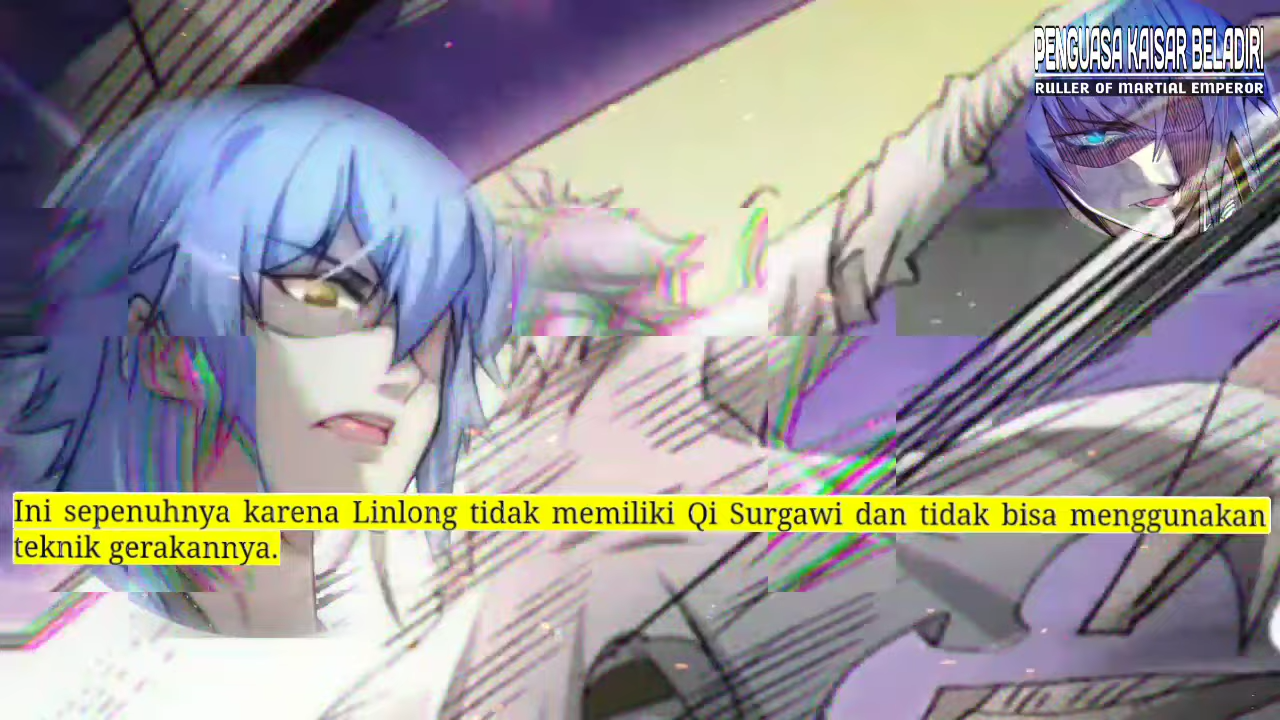 PENGUASA KAISAR BELADIRI
RULLER OF MARTIAL EMPEROR
Ini sepenuhnya karena Linlong tidak memiliki Qi Surgawi dan tidak bisa menggunakan
teknik gerakannya.